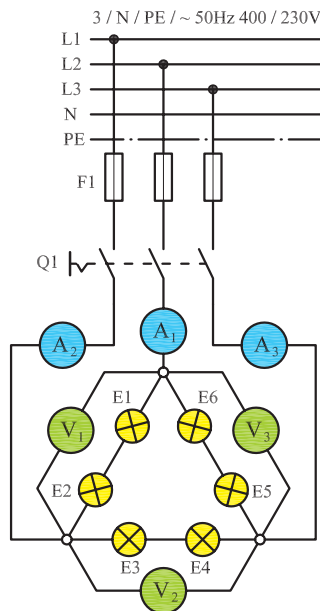 3 / N / PE / ~ 50Hz 400 / 230V
L1
L2
L3
N
PE
F1
Q1
A1
A2
A3
E1
E6
V1
V3
E2
E5
E3
E4
V2